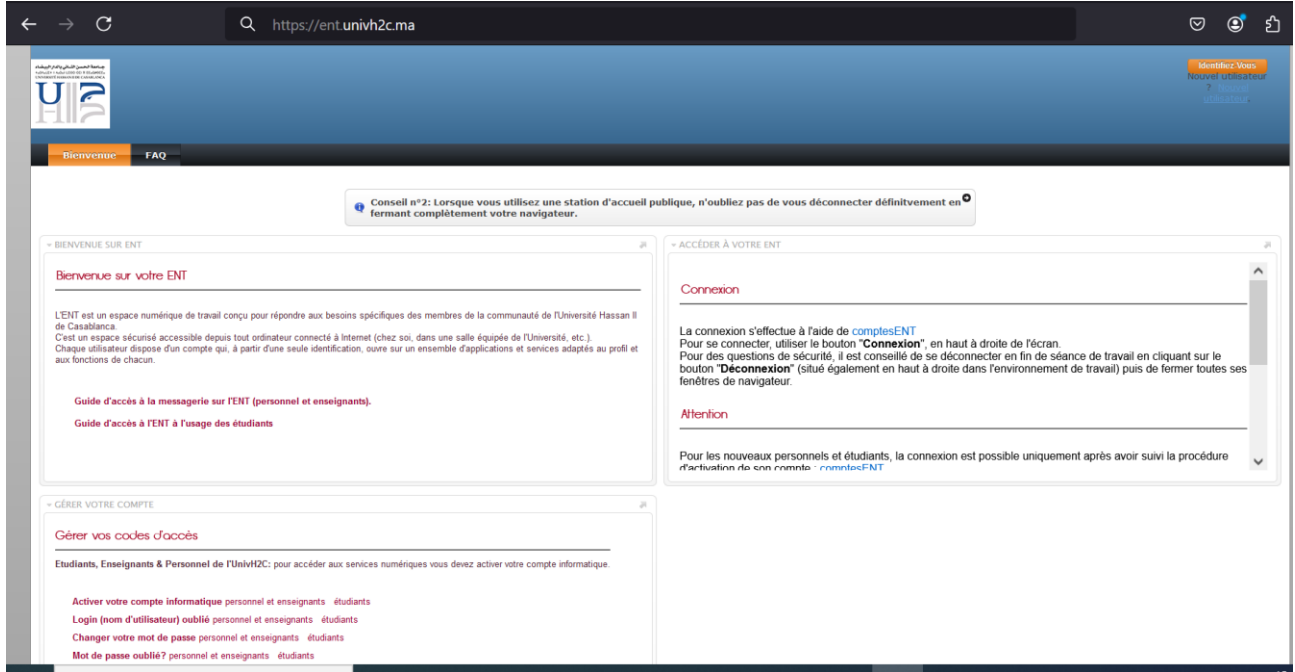 https://ent.univh2c.ma
Identifiez Vous
Nouvel utilisateur
? Nouvel
utilisateur.
Bienvenue FAQ
Conseil n°2: Lorsque vous utilisez une station d'accueil publique, n'oubliez pas de vous déconnecter définitvement en
fermant complètement votre navigateur.
BIENVENUE SUR ENT
Bienvenue sur votre ENT
L'ENT est un espace numérique de travail conçu pour répondre aux besoins spécifiques des membres de la communauté de l'Université Hassan II
de Casablanca.
C'est un espace sécurisé accessible depuis tout ordinateur connecté à Internet (chez soi, dans une salle équipée de l'Université, etc.).
Chaque utilisateur dispose d'un compte qui, à partir d'une seule identification, ouvre sur un ensemble d'applications et services adaptés au profil et
aux fonctions de chacun.
Guide d'accès à la messagerie sur l'ENT (personnel et enseignants).
Guide d'accès à l'ENT à l'usage des étudiants
ACCÉDER À VOTRE ENT
Connexion
La connexion s'effectue à l'aide de comptesENT
Pour se connecter, utiliser le bouton "Connexion", en haut à droite de l'écran.
Pour des questions de sécurité, il est conseillé de se déconnecter en fin de séance de travail en cliquant sur le
bouton "Déconnexion" (situé également en haut à droite dans l'environnement de travail) puis de fermer toutes ses
fenêtres de navigateur.
Attention
Pour les nouveaux personnels et étudiants, la connexion est possible uniquement après avoir suivi la procédure
d'activation de son compte : comptesENT
GÉRER VOTRE COMPTE
Gérer vos codes d'accès
Etudiants, Enseignants & Personnel de l'UnivH2C: pour accéder aux services numériques vous devez activer votre compte informatique.
Activer votre compte informatique personnel et enseignants étudiants
Login (nom d'utilisateur) oublié personnel et enseignants étudiants
Changer votre mot de passe personnel et enseignants étudiants
Mot de passe oublié? personnel et enseignants étudiants